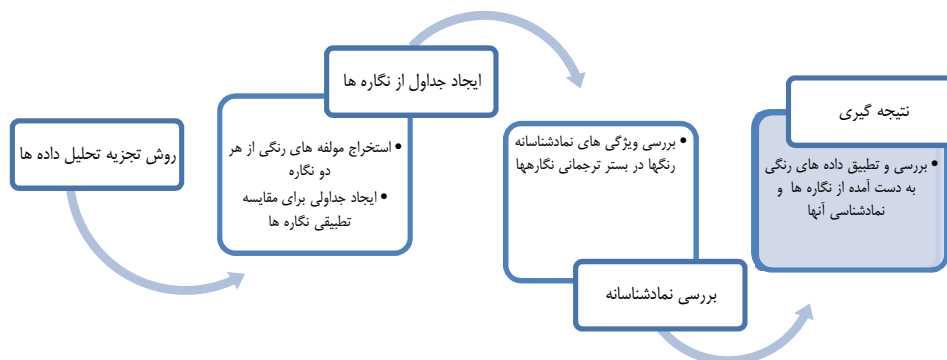 روش تجزیه تحلیل داده ها
ایجاد جداول از نگاره ها
• استخراج مولفه های رنگی از هر
دو نگاره
• ایجاد جداولی برای مقایسه
تطبیقی نگاره ها
• بررسی ویژگی های نمادشناسانه
رنگها در بستر ترجمانی نگارهها
بررسی نمادشناسانه
نتیجه گیری
• بررسی و تطبیق داده های رنگی
به دست آمده از نگاره ها و
نمادشناسی آنها